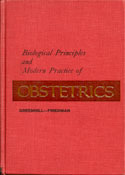 Biological Principles
and
Modern Practice of
OBSTETRICS
GREENHILL-FRIEDMAN